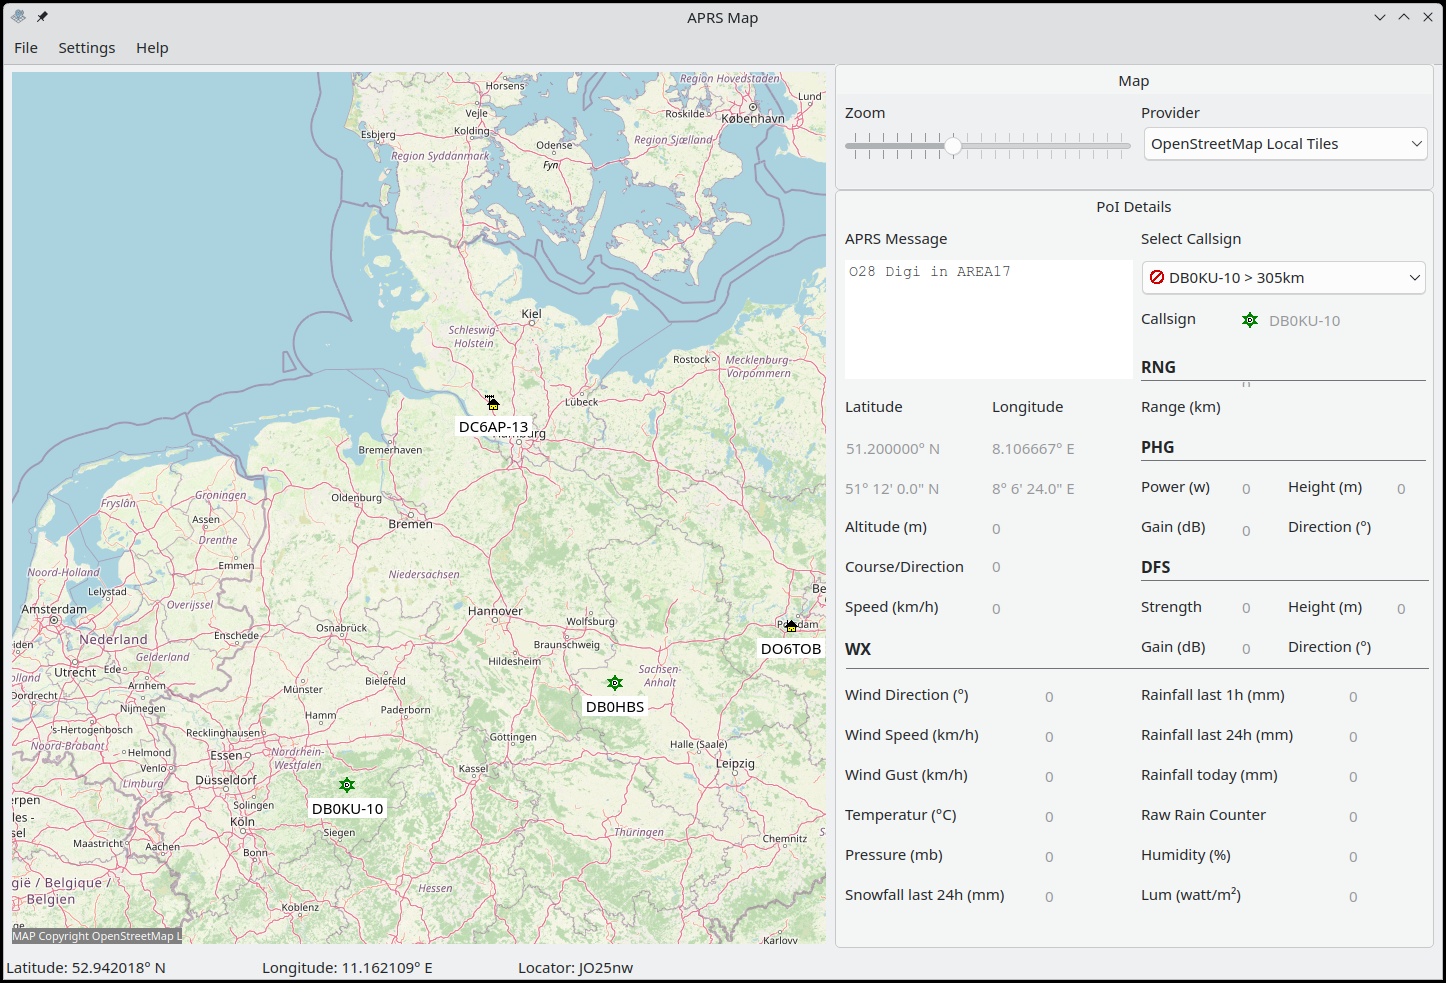 APRS Map
File Settings Help
Horsens
Region Hovedstaden
Lund
Vejle
Roskilde
København
Esbjerg
Kolding
Odense
Region Sjælland
Region Syddanmark
Fyn
Kiel
Schleswig-
Holstein
Rostock
Mecklenburg-
Vorpommern
Lübeck
DC6AP-13
Bremerhaven
Groningen
Fryslân
Oldenburg
Assen
Bremen
Drenthe
Emmen
Noord-Holland
Niedersachsen
Lelystad
Overijssel
Amsterdam
Hannover
Wolfsburg
Enschede
Osnabrück
Nederland
Braunschweig
DO6TOB
Gelderland
Hildesheim
Utrecht
Ede
Sachsen-
Anhalt
Arnhem
Münster
Bielefeld
Dordrecht
Nijmegen
Hamm
Paderborn
DB0HBS
's-Hertogenbosch
Recklinghausen
Göttingen
Noord-Brabant
Helmond
Essen
Nordrhein-
Westfalen
Halle (Saale)
Venlo
Kassel
Leipzig
Limburg
Düsseldorf
Solingen
DB0KU-10
Köln
Siegen
Thüringen
Chemnitz
Maastricht
Aachen
Bonn
gië / Belgique /
Belgien
Hessen
Koblenz
Karlovy
MAP Copyright OpenStreetMap L
Map
Zoom
Provider
OpenStreetMap Local Tiles
PoI Details
APRS Message
Select Callsign
O28 Digi in AREA17
DB0KU-10 > 305km
Callsign DB0KU-10
RNG
Latitude Longitude Range (km)
51.200000° N 8.106667° E
PHG
51° 12' 0.0" N 8° 6' 24.0" E
Power (w) 0 Height (m) 0
Altitude (m) 0
Gain (dB) 0 Direction (º)
Course/Direction 0
DFS
Speed (km/h) 0
Strength 0 Height (m) 0
Gain (dB) 0 Direction (º)
WX
Wind Direction (º) 0 Rainfall last 1h (mm) 0
Wind Speed (km/h) 0 Rainfall last 24h (mm) 0
Wind Gust (km/h) 0 Rainfall today (mm) 0
Temperatur (°C) 0 Raw Rain Counter 0
Pressure (mb) 0 Humidity (%) 0
Snowfall last 24h (mm) 0 Lum (watt/m²) 0
Latitude: 52.942018° N Longitude: 11.162109° E Locator: JO25nw